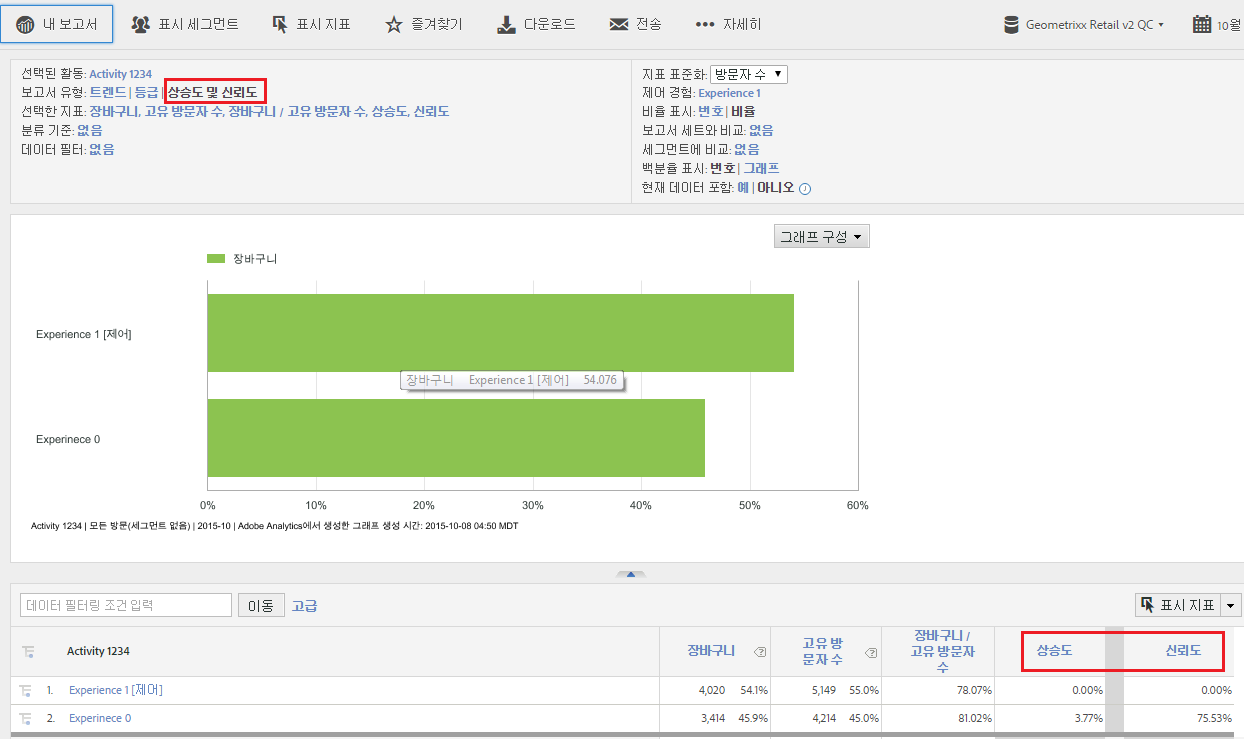 내 보고서 표시 세그먼트 표시 지표 즐겨찾기 다운로드 전송 자세히 Geometrixx Retail v2 QC 10월
선택된 활동: Activity 1234
보고서 유형: 트렌드 | 등급 | 상승도 및 신뢰도
선택한 지표: 장바구니, 고유 방문자 수, 장바구니 / 고유 방문자 수, 상승도, 신뢰도
분류 기준: 없음
데이터 필터: 없음
지표 표준화: 방문자 수
제어 경험: Experience 1
비율 표시: 번호 | 비율
보고서 세트와 비교: 없음
세그먼트에 비교: 없음
백분율 표시: 번호 | 그래프
현재 데이터 포함: 예 | 아니오
그래프 구성
장바구니
Experience 1 [제어]
장바구니 Experience 1 [제어] 54.076
Experinece 0
0% 10% 20% 30% 40% 50% 60%
Activity 1234 | 모든 방문(세그먼트 없음) | 2015-10 | Adobe Analytics에서 생성한 그래프 생성 시간: 2015-10-08 04:50 MDT
데이터 필터링 조건 입력 이동 고급 표시 지표
Activity 1234 장바구니 고유 방
문자 수 장바구니 /
고유 방문자
수 상승도 신뢰도
1. Experience 1 [제어] 4,020 54.1% 5,149 55.0% 78.07% 0.00% 0.00%
2. Experinece 0 3,414 45.9% 4,214 45.0% 81.02% 3.77% 75.53%